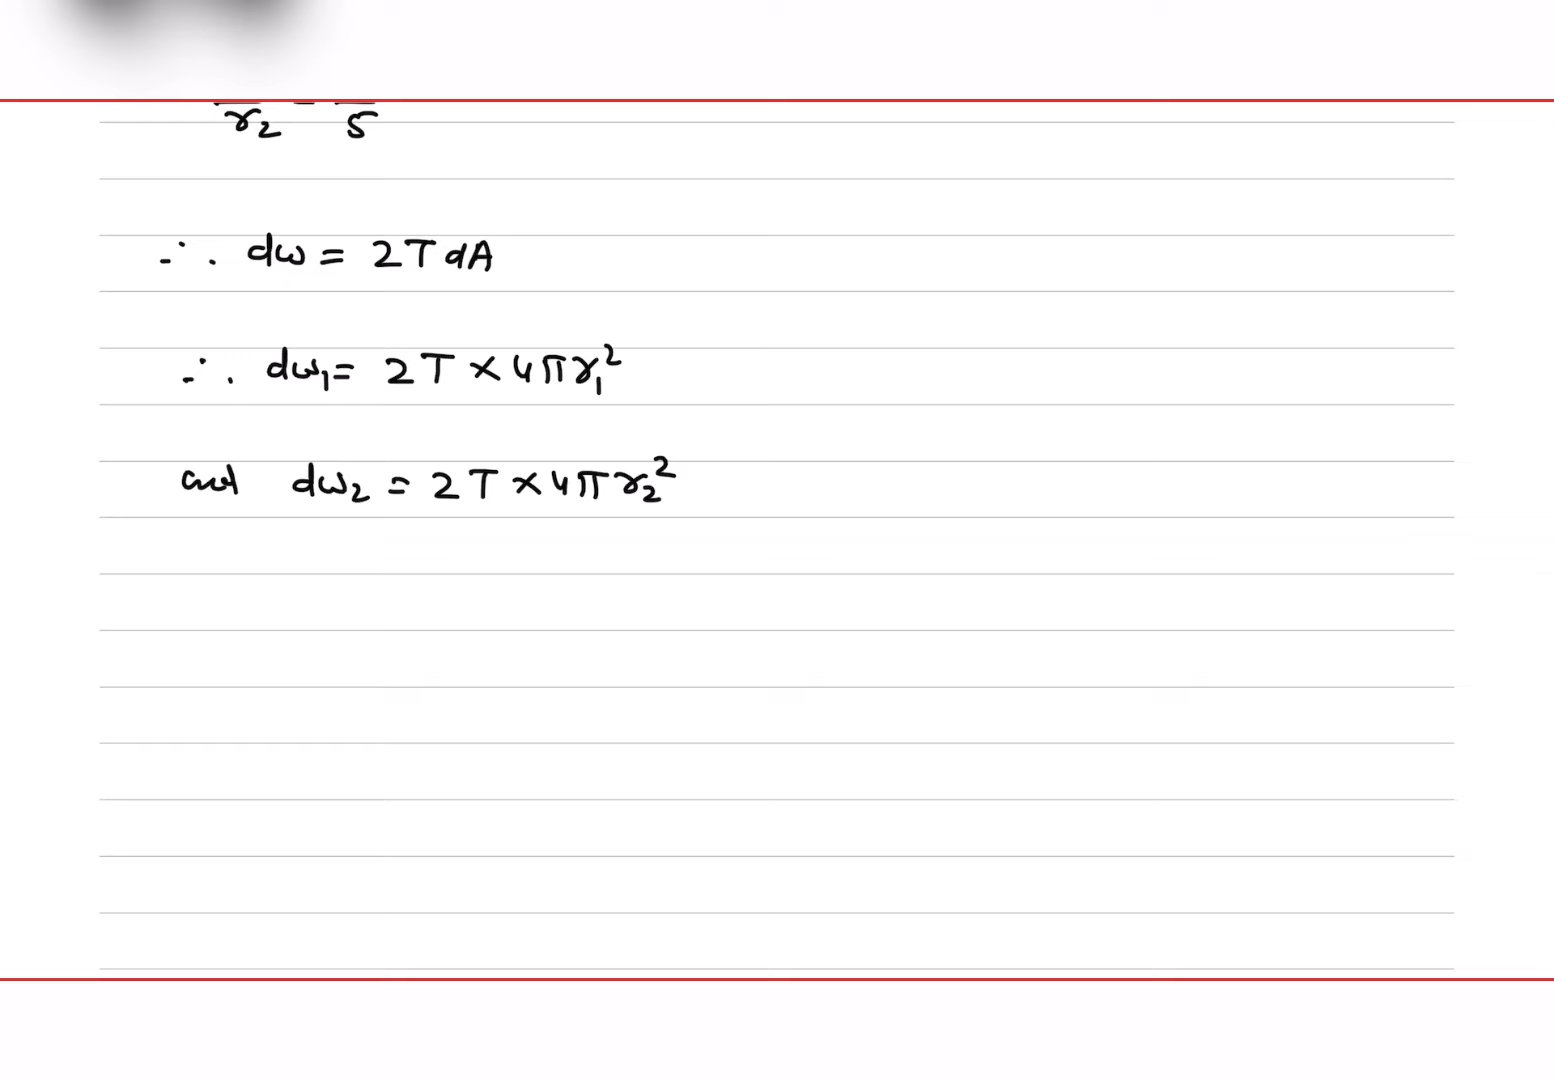 r₂ 5
∴ dw = 2T dA
∴ dw₁ = 2T × 4πr₁²
and dw₂ = 2T × 4πr₂²